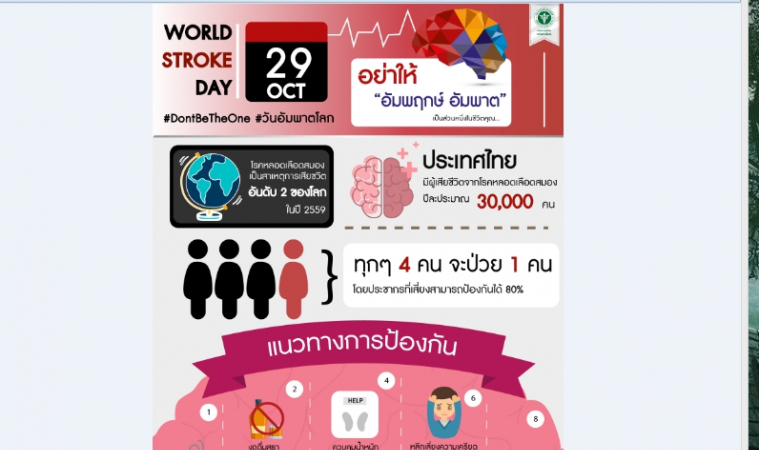 WORLD
STROKE
DAY
29
OCT
#DontBeTheOne #วันอัมพาตโลก
อย่าให้
“อัมพฤกษ์ อัมพาต”
เป็นส่วนหนึ่งในชีวิตคุณ...
โรคหลอดเลือดสมอง
เป็นสาเหตุการเสียชีวิต
อันดับ 2 ของโลก
ในปี 2559
ประเทศไทย
มีผู้เสียชีวิตจากโรคหลอดเลือดสมอง
ปีละประมาณ 30,000 คน
ทุกๆ 4 คน จะป่วย 1 คน
โดยประชากรที่เสี่ยงสามารถป้องกันได้ 80%
แนวทางการป้องกัน
1
2
4
6
8
HELP
งดดื่มสุรา
ควบคุมน้ำหนัก
หลีกเลี่ยงความเครียด